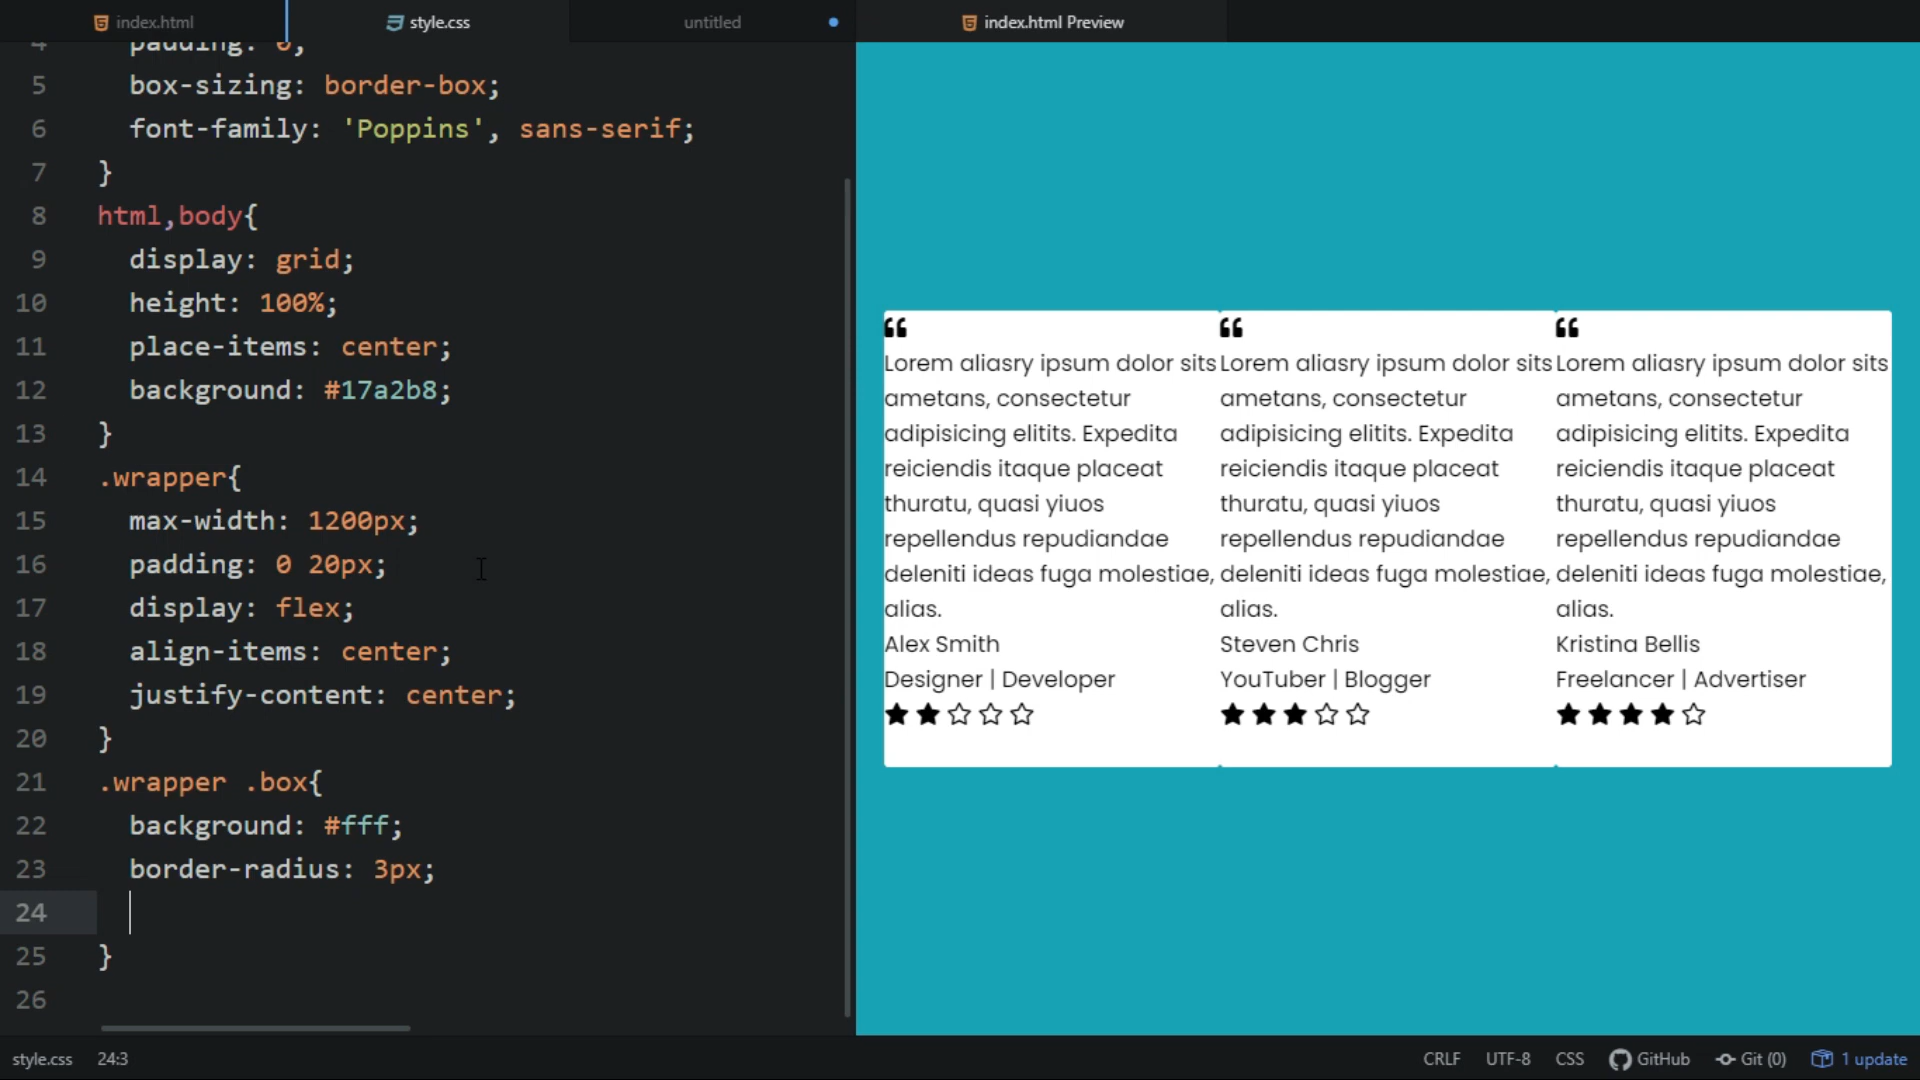 index.html
style.css
untitled
index.html Preview
4 padding: 0;
5 box-sizing: border-box;
6 font-family: 'Poppins', sans-serif;
7 }
8 html,body{
9 display: grid;
10 height: 100%;
11 place-items: center;
12 background: #17a2b8;
13 }
14 .wrapper{
15 max-width: 1200px;
16 padding: 0 20px;
17 display: flex;
18 align-items: center;
19 justify-content: center;
20 }
21 .wrapper .box{
22 background: #fff;
23 border-radius: 3px;
24
25 }
26
“
Lorem aliasry ipsum dolor sits
ametans, consectetur
adipisicing elitits. Expedita
reiciendis itaque placeat
thuratu, quasi yiuos
repellendus repudiandae
deleniti ideas fuga molestiae,
alias.
Alex Smith
Designer | Developer
“
Lorem aliasry ipsum dolor sits
ametans, consectetur
adipisicing elitits. Expedita
reiciendis itaque placeat
thuratu, quasi yiuos
repellendus repudiandae
deleniti ideas fuga molestiae,
alias.
Steven Chris
YouTuber | Blogger
“
Lorem aliasry ipsum dolor sits
ametans, consectetur
adipisicing elitits. Expedita
reiciendis itaque placeat
thuratu, quasi yiuos
repellendus repudiandae
deleniti ideas fuga molestiae,
alias.
Kristina Bellis
Freelancer | Advertiser
style.css 24:3
CRLF UTF-8 CSS GitHub Git (0) 1 update